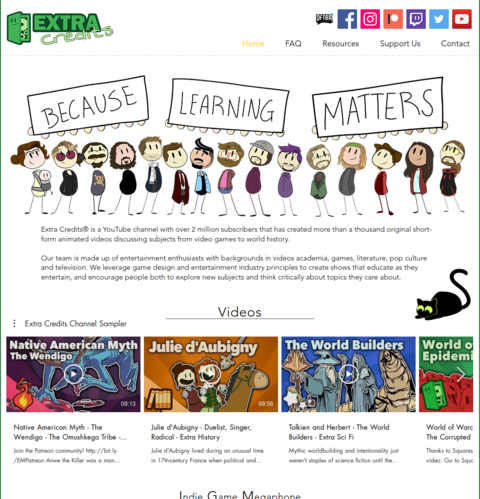 EXTRA
credits
Home
FAQ
Resources
Support Us
Contact
BECAUSE
LEARNING
MATTERS
Extra Credits® is a YouTube channel with over 2 million subscribers that has created more than a thousand original short-
form animated videos discussing subjects from video games to world history.
Our team is made up of entertainment enthusiasts with backgrounds in videos academia, games, literature, pop culture
and television. We leverage game design and entertainment industry principles to create shows that educate as they
entertain, and encourage people both to explore new subjects and think critically about topics they care about.
Videos
Extra Credits Channel Sampler
Native American Myth
The Wendigo
09:13
Julie d'Aubigny
09:58
The World Builders
World of
Epidemi
Native American Myth - The
Wendigo - The Omushkego Tribe -...
Join the Patreon community! http://bit.ly
/EMPatreon Anwe the Killer was a man...
Julie d'Aubigny - Duelist, Singer,
Radical - Extra History
Julie d'Aubigny lived during an unusual time
in 17thcentury France when political and...
Tolkien and Herbert - The World
Builders - Extra Sci Fi
Mythic worldbuilding and intentionality just
weren't staples of science fiction until the...
World of Warc
The Corrupted
Thanks to Squares
video. Go to Squa
Indie Game Megaphone